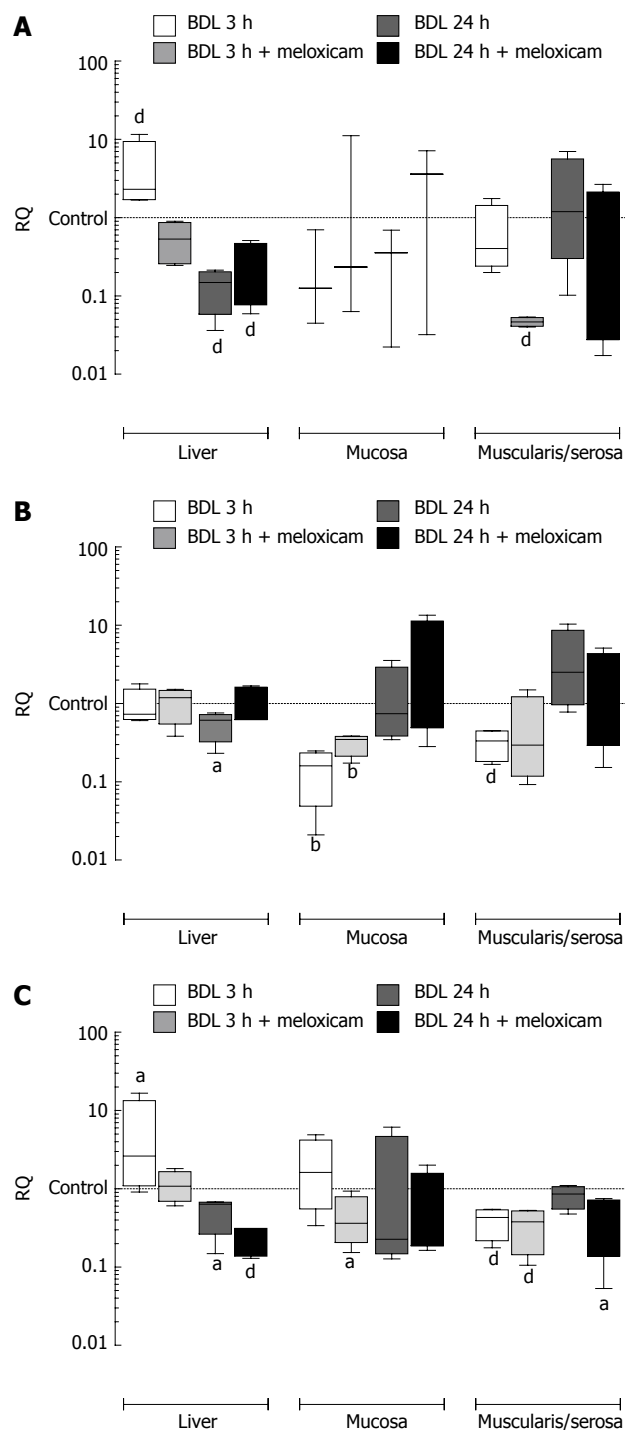 A
BDL 3 h
BDL 24 h
BDL 3 h + meloxicam
BDL 24 h + meloxicam
100
10
Control
0.1
0.01
RQ
d
d
d
d
Liver
Mucosa
Muscularis/serosa
B
BDL 3 h
BDL 24 h
BDL 3 h + meloxicam
BDL 24 h + meloxicam
100
10
Control
0.1
0.01
RQ
a
b
b
d
Liver
Mucosa
Muscularis/serosa
C
BDL 3 h
BDL 24 h
BDL 3 h + meloxicam
BDL 24 h + meloxicam
100
10
Control
0.1
0.01
RQ
a
a
d
a
d
d
a
Liver
Mucosa
Muscularis/serosa